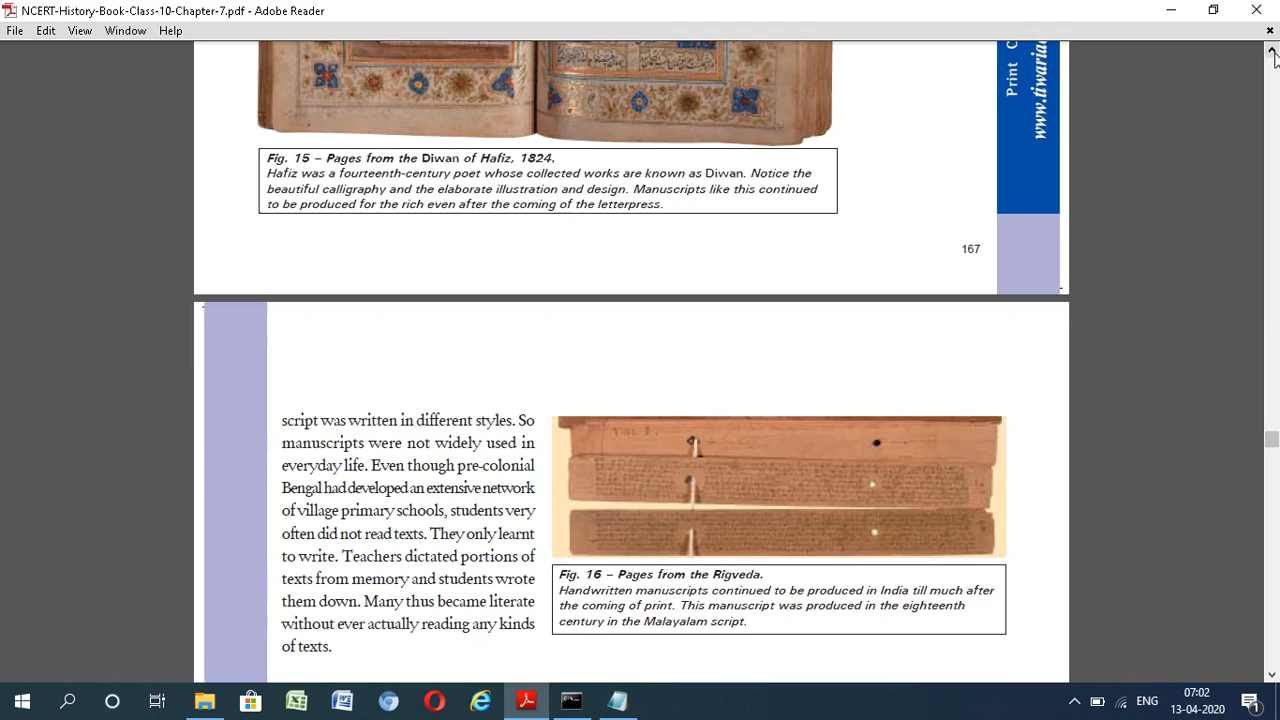 NCERT-History-Book-Class-10-Chapter-7.pdf - Adobe Reader
File Edit View Window Help
Print C
www.tiwariac
Fig. 15 – Pages from the Diwan of Hafiz, 1824.
Hafiz was a fourteenth-century poet whose collected works are known as Diwan. Notice the
beautiful calligraphy and the elaborate illustration and design. Manuscripts like this continued
to be produced for the rich even after the coming of the letterpress.
167
script was written in different styles. So
manuscripts were not widely used in
everyday life. Even though pre-colonial
Bengal had developed an extensive network
of village primary schools, students very
often did not read texts. They only learnt
to write. Teachers dictated portions of
texts from memory and students wrote
them down. Many thus became literate
without ever actually reading any kinds
of texts.
Fig. 16 – Pages from the Rigveda.
Handwritten manuscripts continued to be produced in India till much after
the coming of print. This manuscript was produced in the eighteenth
century in the Malayalam script.
ENG
07:02
13-04-2020
1